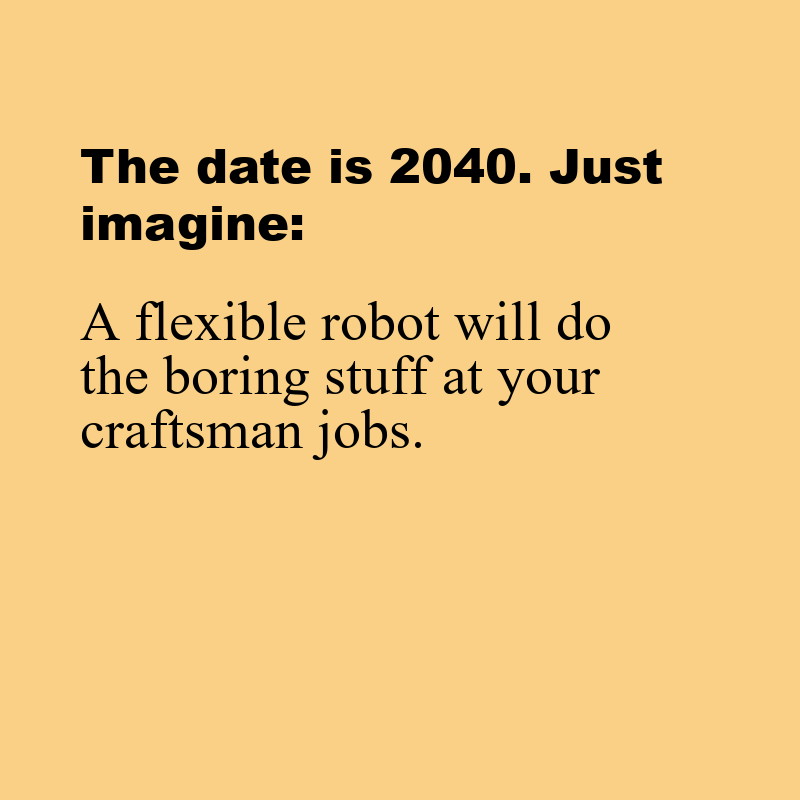 The date is 2040. Just
imagine:
A flexible robot will do
the boring stuff at your
craftsman jobs.